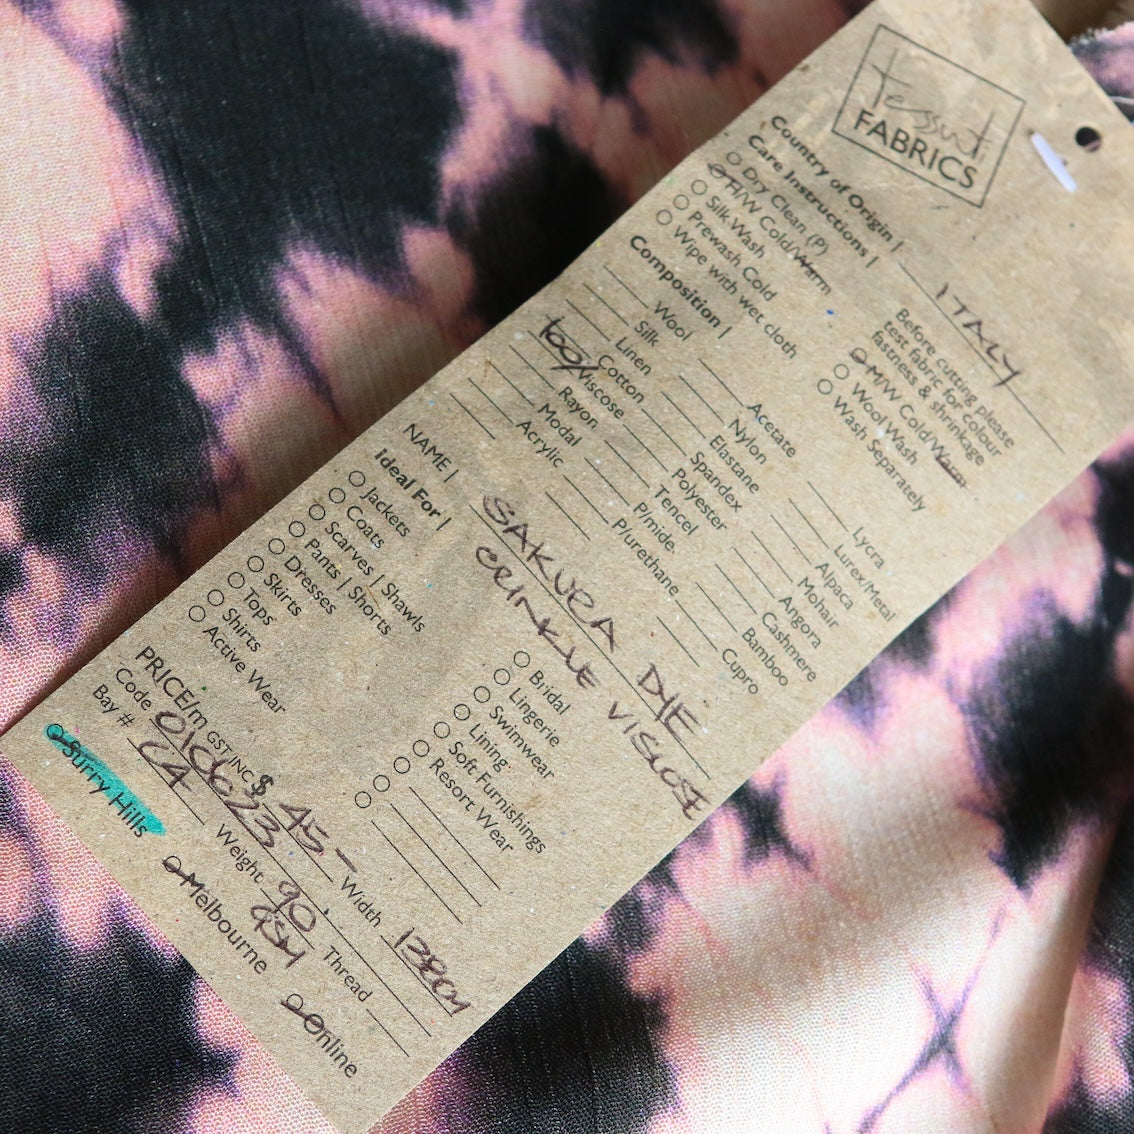 Tessuti
FABRICS
Country of Origin | ITALY
Care Instructions |
Dry Clean (P)
H/W Cold/Warm
Silk Wash
Prewash Cold
Wipe with wet cloth
Before cutting please
test fabric for colour
fastness & shrinkage
M/W Cold/Warm
Wool Wash
Wash Separately
Composition |
Wool
Silk
Linen
Cotton
100% Viscose
Rayon
Modal
Acrylic
Acetate
Nylon
Elastane
Spandex
Polyester
Tencel
P/mide.
P/urethane
Lycra
Lurex/Metal
Alpaca
Mohair
Angora
Cashmere
Bamboo
Cupro
NAME | SAKURA DYE
CRINKLE VISCOSE
Ideal For |
Jackets
Coats
Scarves | Shawls
Pants | Shorts
Dresses
Skirts
Tops
Shirts
Active Wear
Bridal
Lingerie
Swimwear
Lining
Soft Furnishings
Resort Wear
PRICE/m GST INC $ 45.- Width 138cm
Code Weight 90 GSM Thread
Bay # C4
Surry Hills Melbourne Online